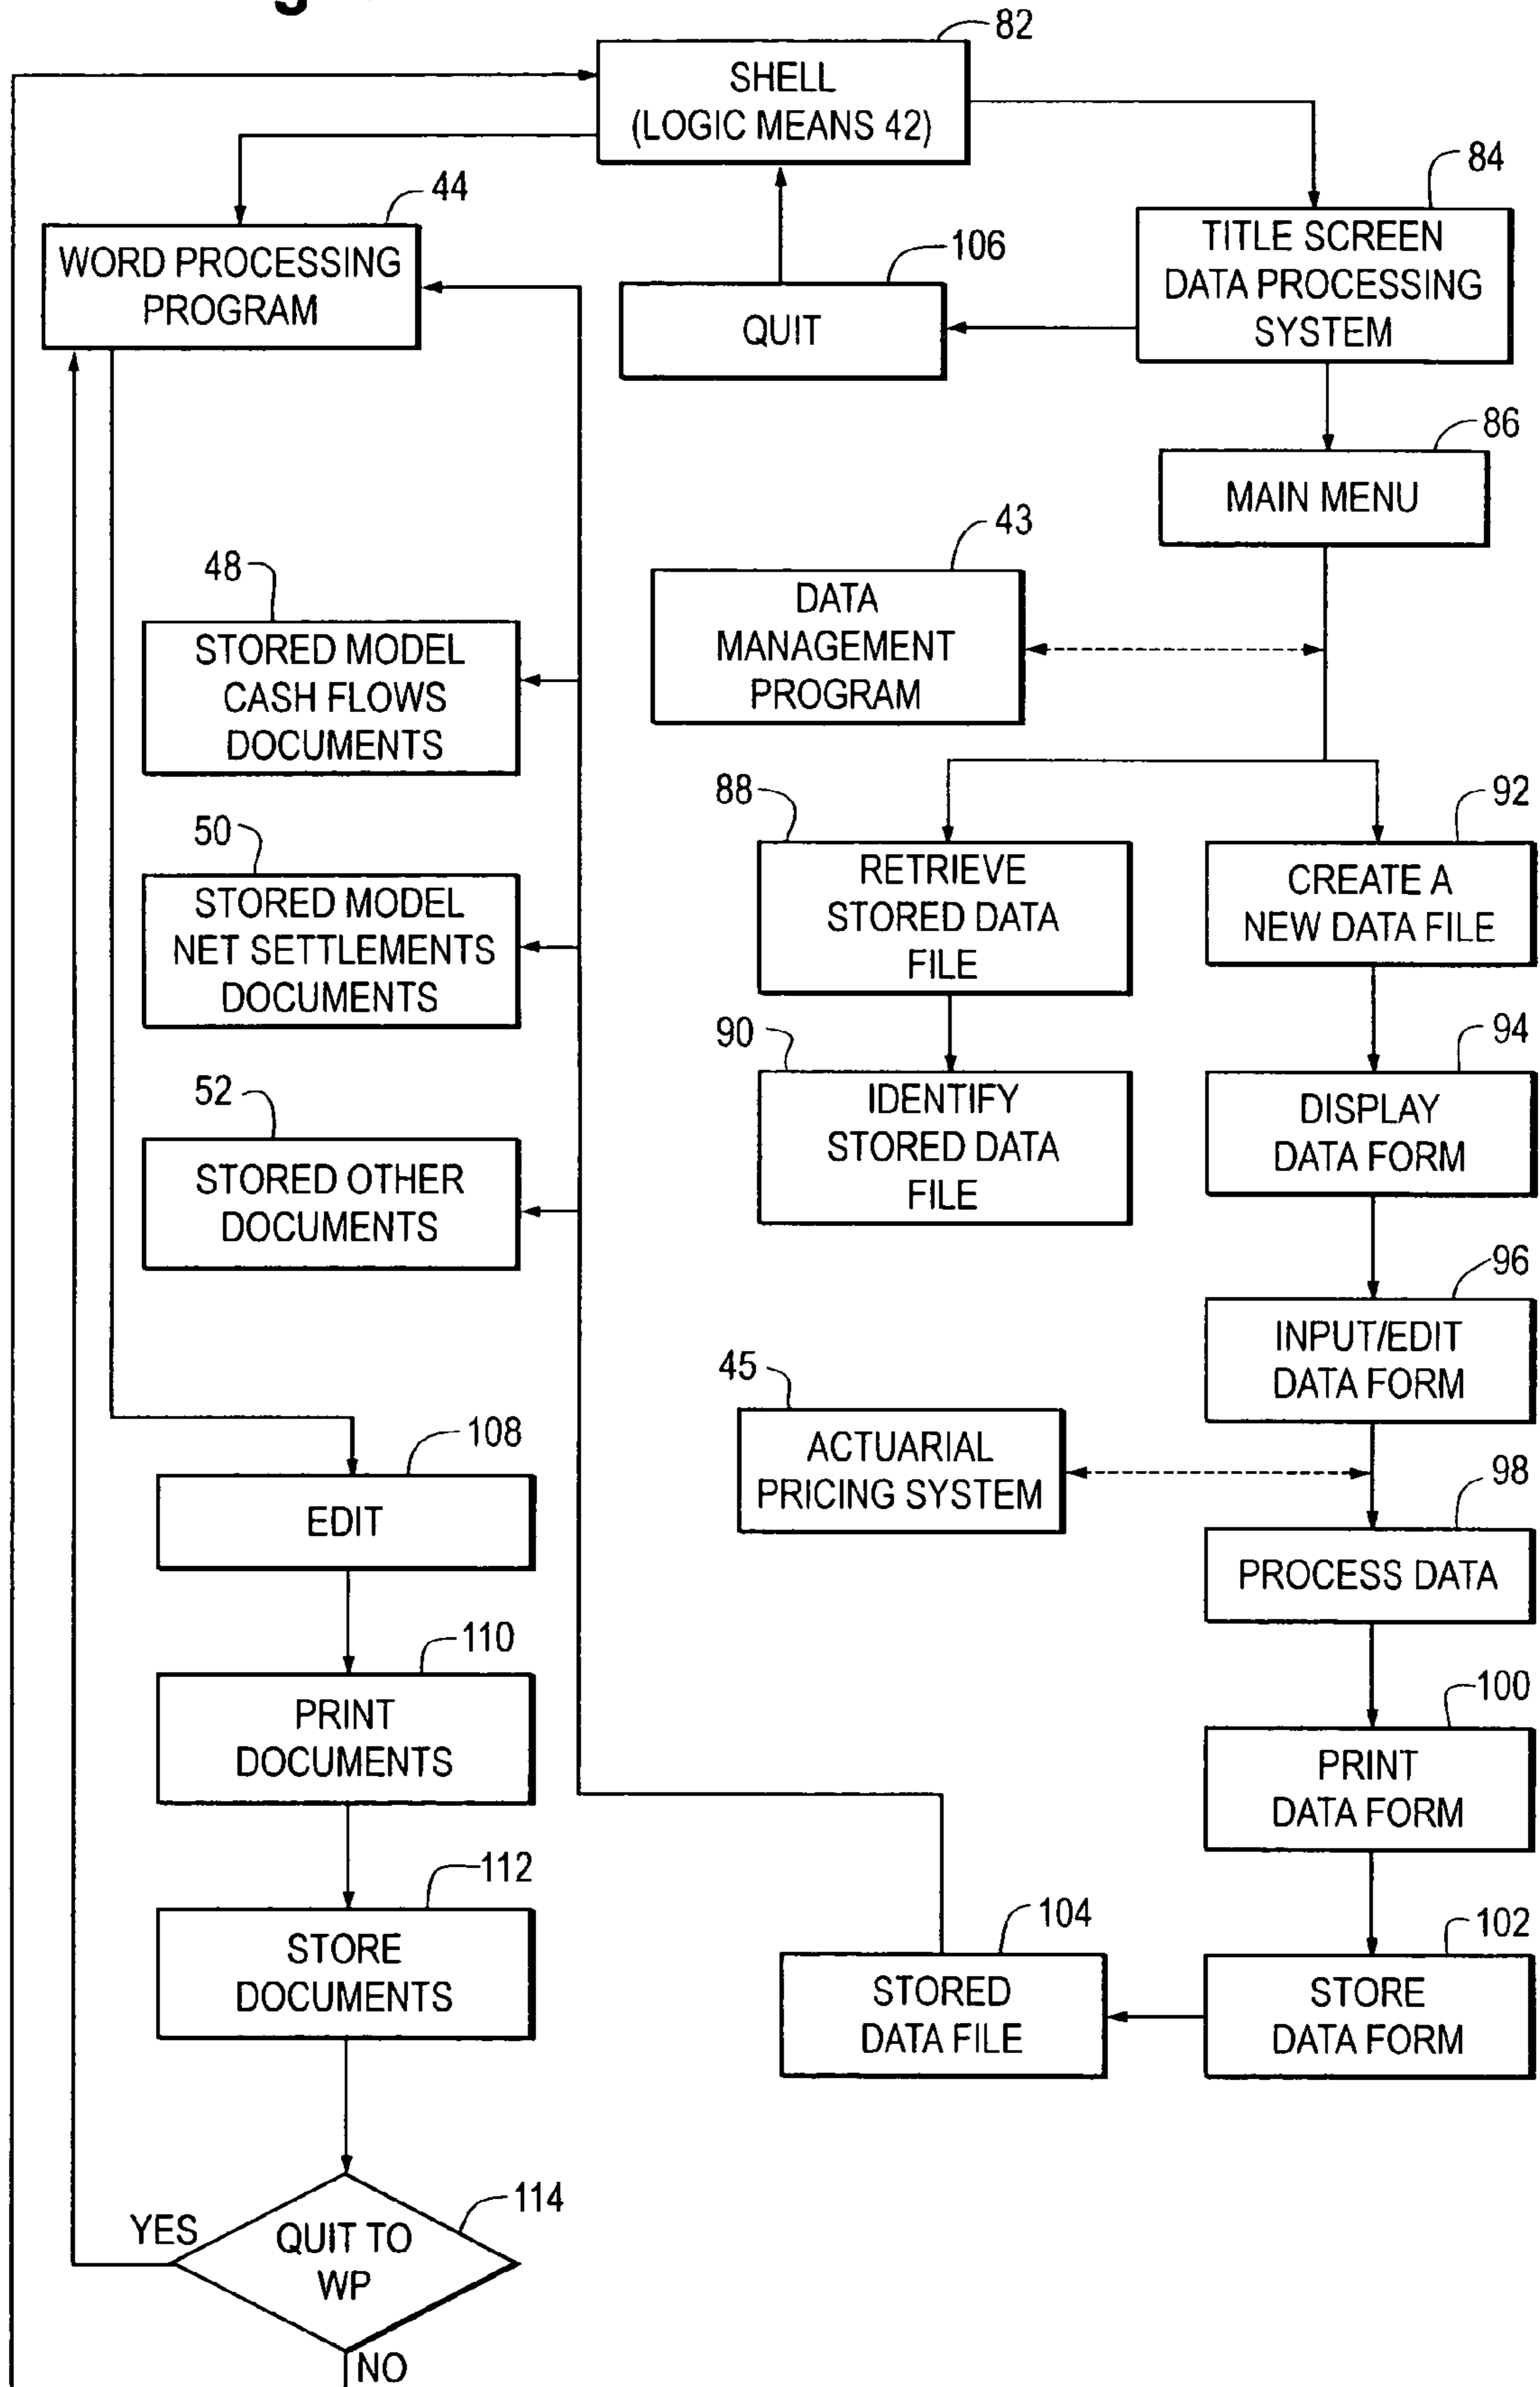 82
SHELL
(LOGIC MEANS 42)
44
WORD PROCESSING
PROGRAM
106
QUIT
84
TITLE SCREEN
DATA PROCESSING
SYSTEM
86
MAIN MENU
43
DATA
MANAGEMENT
PROGRAM
48
STORED MODEL
CASH FLOWS
DOCUMENTS
50
STORED MODEL
NET SETTLEMENTS
DOCUMENTS
52
STORED OTHER
DOCUMENTS
88
RETRIEVE
STORED DATA
FILE
90
IDENTIFY
STORED DATA
FILE
92
CREATE A
NEW DATA FILE
94
DISPLAY
DATA FORM
96
INPUT/EDIT
DATA FORM
45
ACTUARIAL
PRICING SYSTEM
98
PROCESS DATA
100
PRINT
DATA FORM
102
STORE
DATA FORM
104
STORED
DATA FILE
108
EDIT
110
PRINT
DOCUMENTS
112
STORE
DOCUMENTS
114
QUIT TO
WP
YES
NO